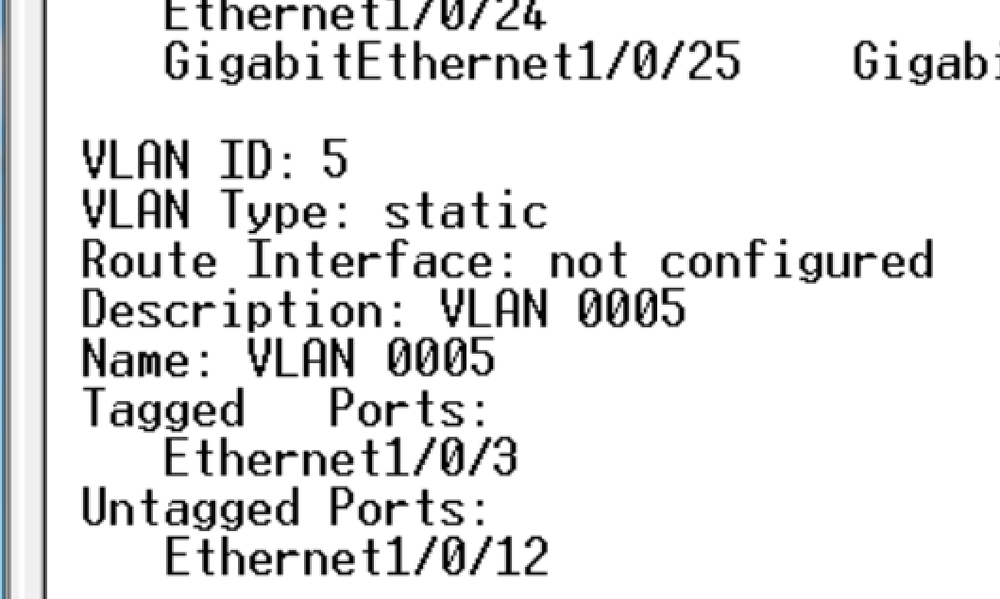 Ethernet1/0/24
GigabitEthernet1/0/25    Gigabi
VLAN ID: 5
VLAN Type: static
Route Interface: not configured
Description: VLAN 0005
Name: VLAN 0005
Tagged   Ports:
Ethernet1/0/3
Untagged Ports:
Ethernet1/0/12